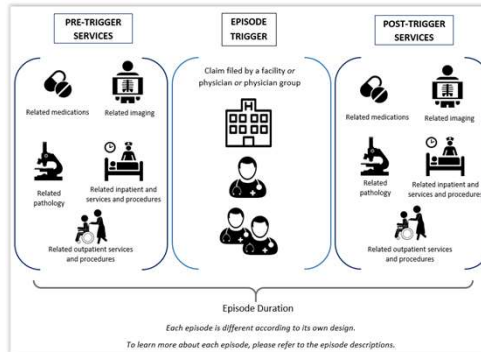 PRE-TRIGGER
SERVICES
Related medications
Related imaging
Related
pathology
Related inpatient and
services and procedures
Related outpatient services
and procedures
EPISODE
TRIGGER
Claim filed by a facility or
physician or physician group
POST-TRIGGER
SERVICES
Related medications
Related imaging
Related
pathology
Related inpatient and
services and procedures
Related outpatient services
and procedures
Episode Duration
Each episode is different according to its own design.
To learn more about each episode, please refer to the episode descriptions.